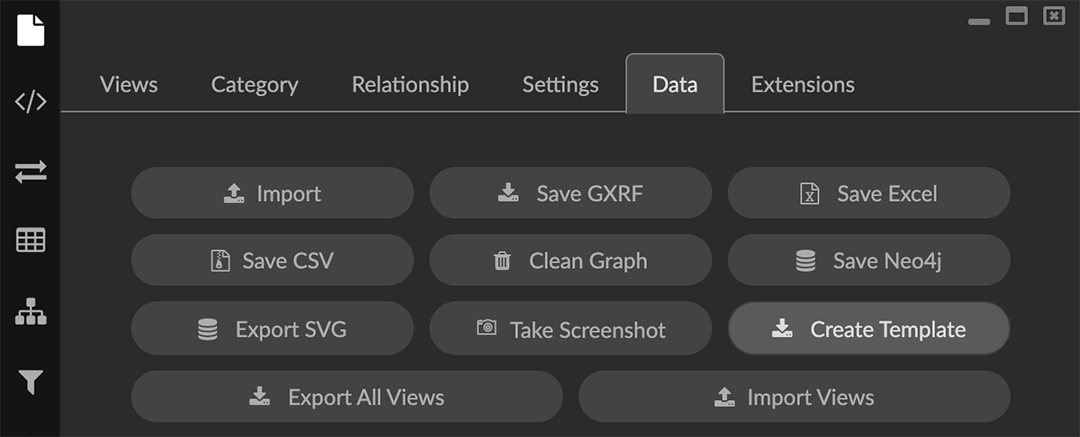 Views Category Relationship Settings Data Extensions
Import Save GXRF Save Excel
Save CSV Clean Graph Save Neo4j
Export SVG Take Screenshot Create Template
Export All Views Import Views